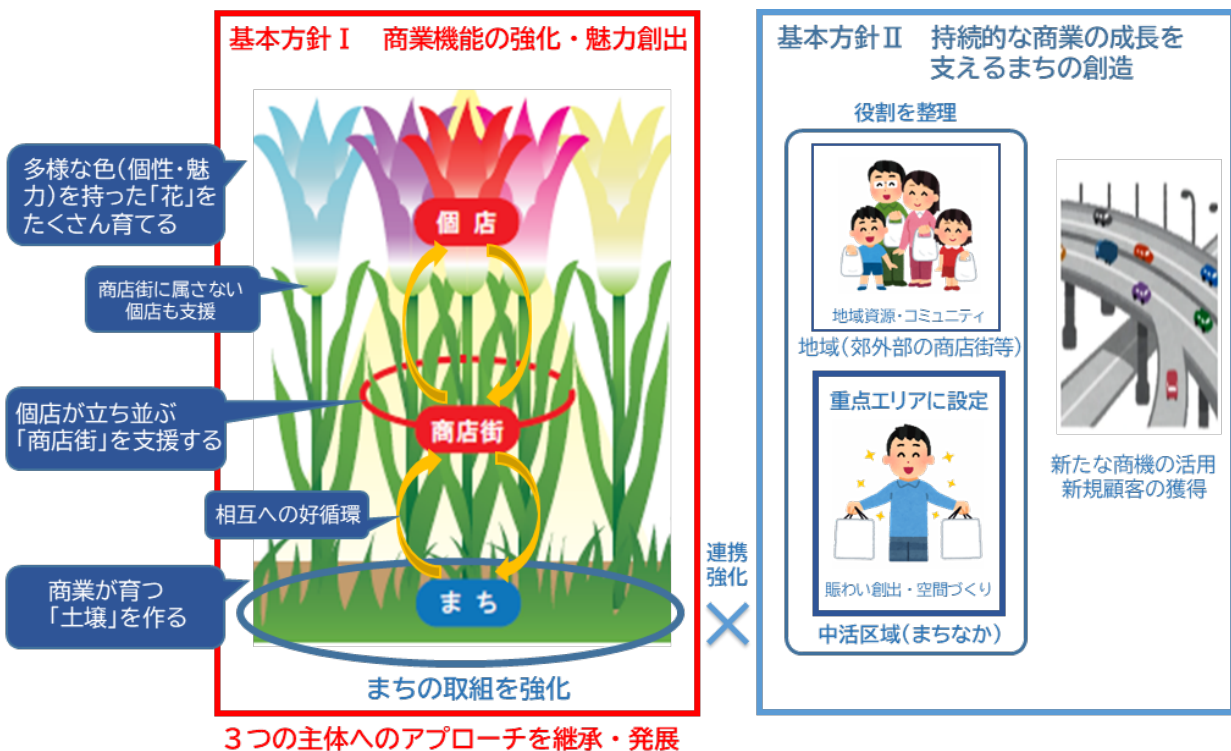 基本方針Ⅰ　商業機能の強化・魅力創出
多様な色(個性・魅
力)を持った「花」を
たくさん育てる
個 店
商店街に属さない
個店も支援
個店が立ち並ぶ
「商店街」を支援する
商店街
相互への好循環
商業が育つ
「土壌」を作る
ま ち
まちの取組を強化
３つの主体へのアプローチを継承・発展
連携
強化
×
基本方針Ⅱ　持続的な商業の成長を
支えるまちの創造
役割を整理
地域資源・コミュニティ
地域(郊外部の商店街等)
重点エリアに設定
賑わい創出・空間づくり
中活区域(まちなか)
新たな商機の活用
新規顧客の獲得